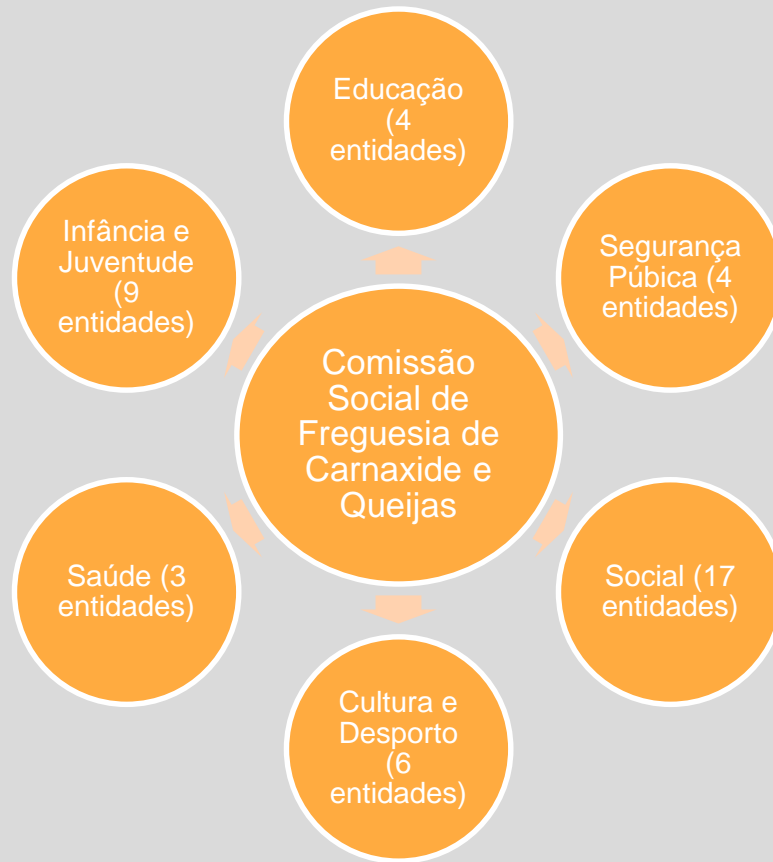 Educação
(4
entidades)
Infância e
Juventude
(9
entidades)
Segurança
Púbica (4
entidades)
Comissão
Social de
Freguesia de
Carnaxide e
Queijas
Saúde (3
entidades)
Social (17
entidades)
Cultura e
Desporto
(6
entidades)